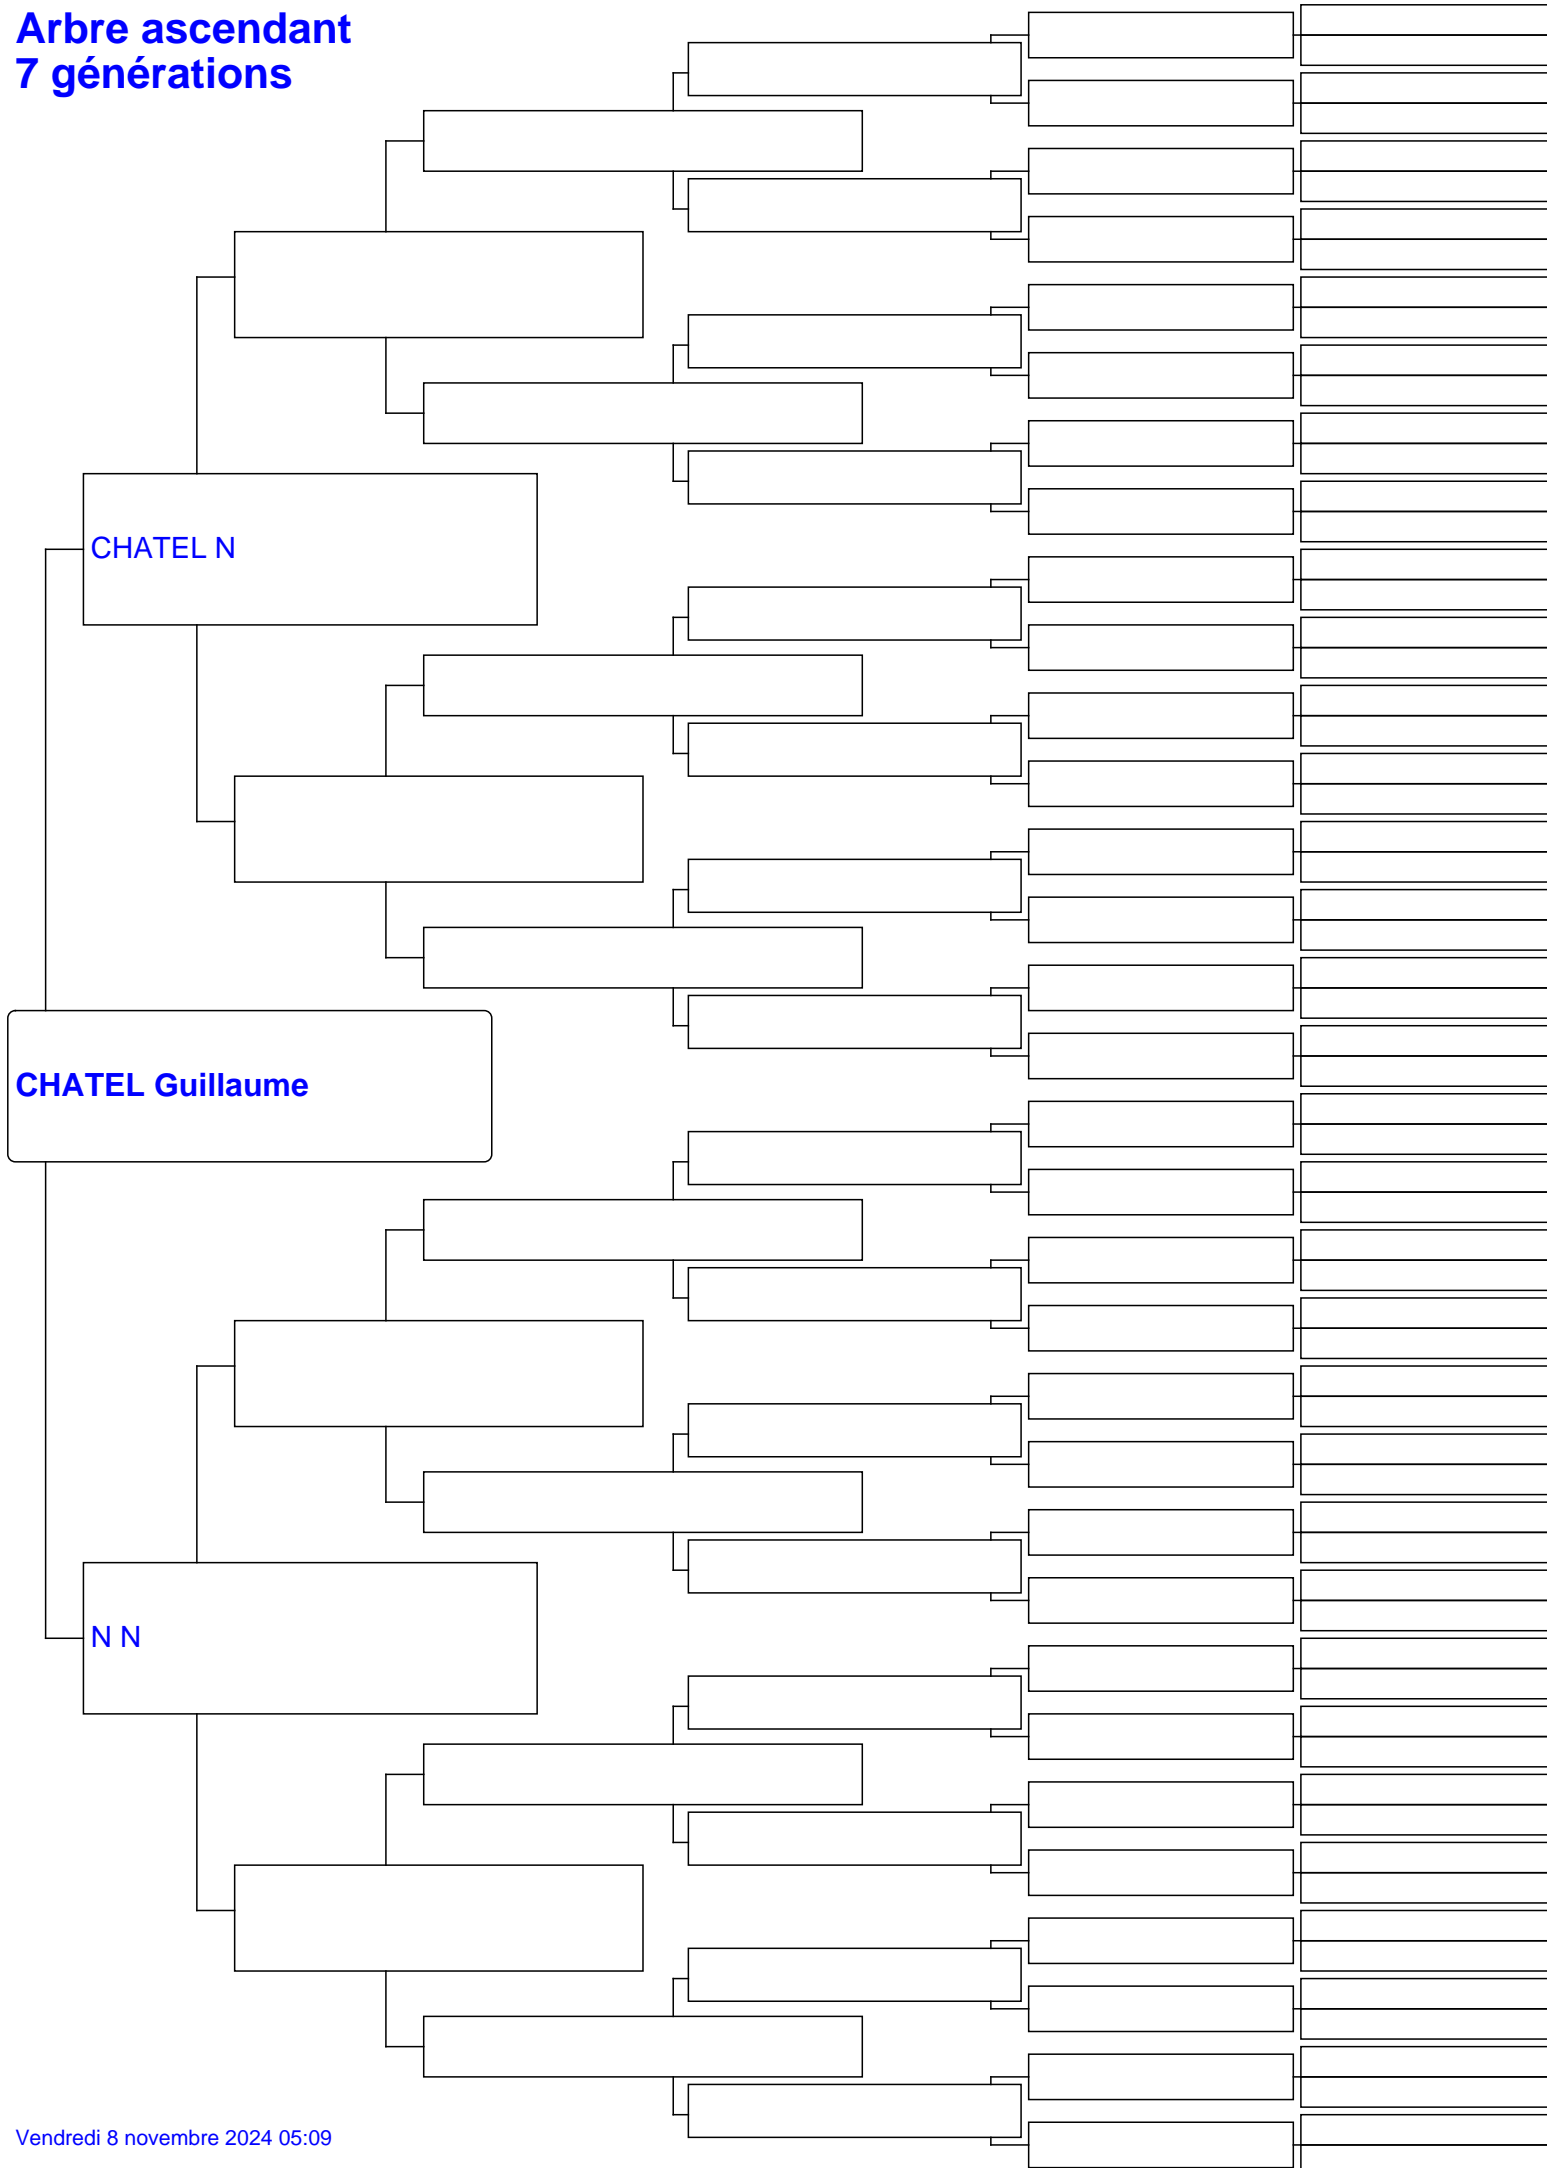 Arbre ascendant
7 générations
CHATEL N
CHATEL Guillaume
N N
Vendredi 8 novembre 2024 05:09